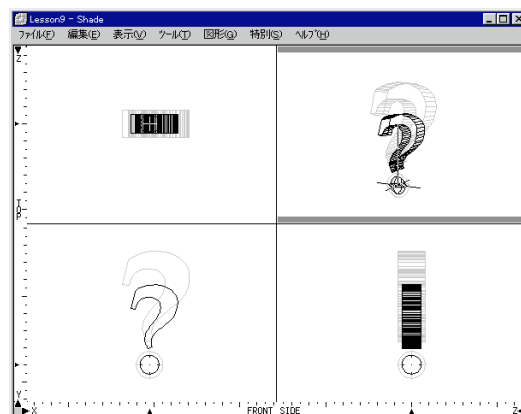 Lesson9 - Shade
ﾌｧｲﾙ(F) 編集(E) 表示(V) ﾂｰﾙ(T) 図形(G) 特別(S) ﾍﾙﾌﾟ(H)
Z
TOP
Y
X FRONT SIDE Z